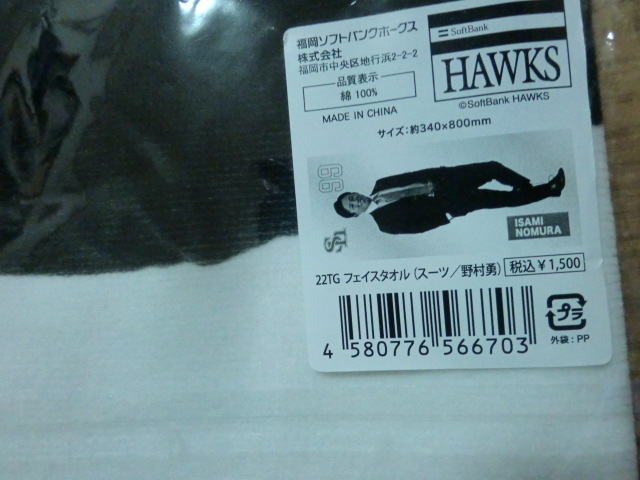 福岡ソフトバンクホークス
株式会社
福岡市中央区地行浜2-2-2
品質表示
綿 100%
MADE IN CHINA
SoftBank
HAWKS
©SoftBank HAWKS
サイズ:約340×800mm
99
SH
ISAMI
NOMURA
22TG フェイスタオル(スーツ/野村勇) 税込¥1,500
4 580776 566703
プラ
外袋:PP